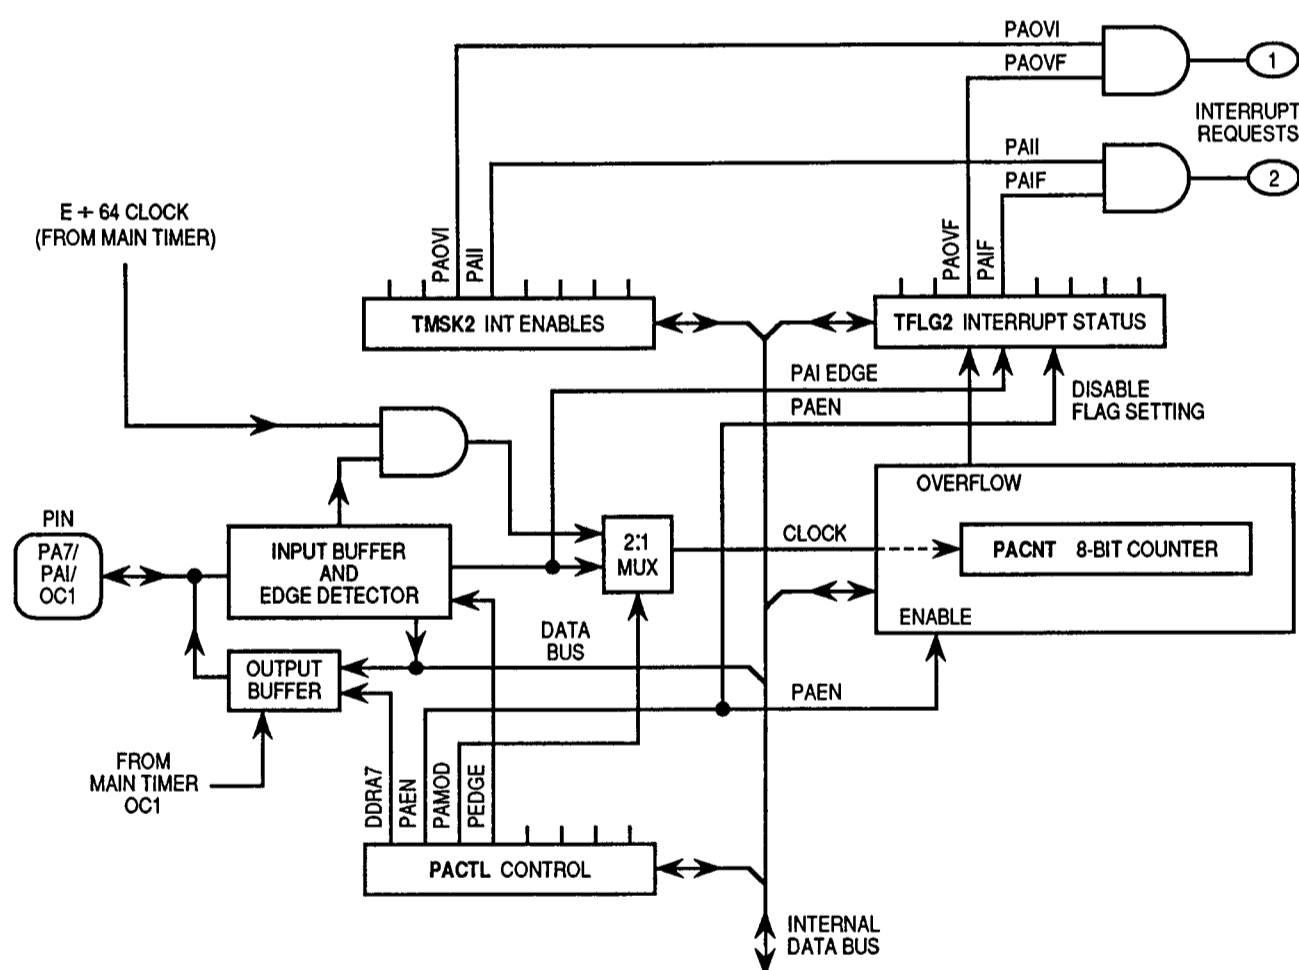 PAOVI
PAOVF
1
INTERRUPT
REQUESTS
PAII
PAIF
2
E ÷ 64 CLOCK
(FROM MAIN TIMER)
PAOVI
PAII
PAOVF
PAIF
TMSK2 INT ENABLES
TFLG2 INTERRUPT STATUS
PAI EDGE
PAEN
DISABLE
FLAG SETTING
OVERFLOW
PIN
PA7/
PAI/
OC1
INPUT BUFFER
AND
EDGE DETECTOR
2:1
MUX
CLOCK
PACNT 8-BIT COUNTER
ENABLE
DATA
BUS
OUTPUT
BUFFER
PAEN
FROM
MAIN TIMER
OC1
DDRA7
PAEN
PAMOD
PEDGE
PACTL CONTROL
INTERNAL
DATA BUS